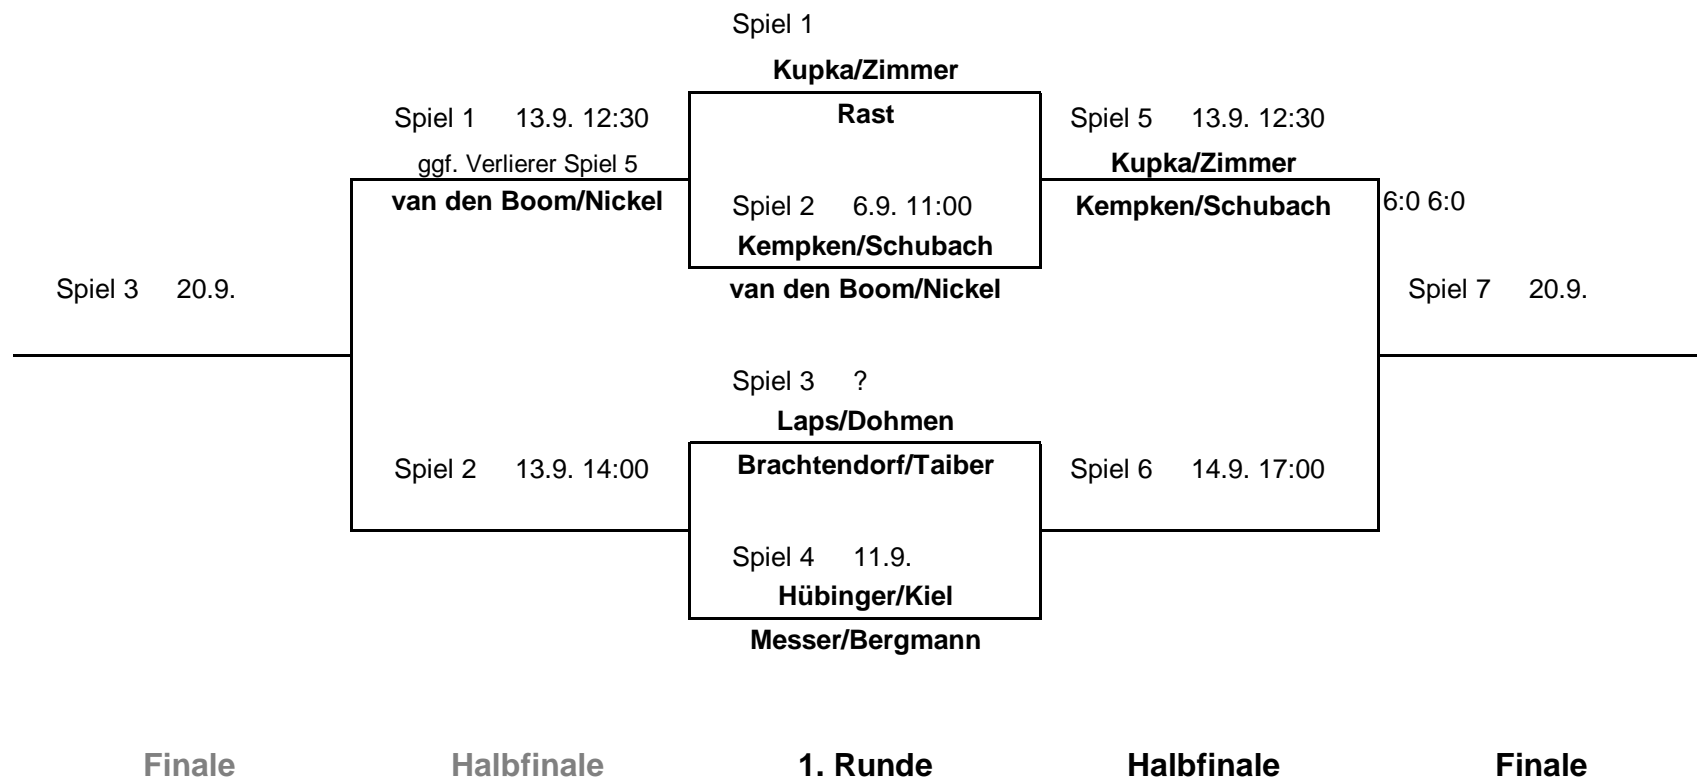 Spiel 1
Kupka/Zimmer
Spiel 1 13.9. 12:30
Rast
Spiel 5 13.9. 12:30
ggf. Verlierer Spiel 5
Kupka/Zimmer
van den Boom/Nickel
Spiel 2 6.9. 11:00
Kempken/Schubach
6:0 6:0
Kempken/Schubach
Spiel 3 20.9.
van den Boom/Nickel
Spiel 7 20.9.
Spiel 3 ?
Laps/Dohmen
Spiel 2 13.9. 14:00
Brachtendorf/Taiber
Spiel 6 14.9. 17:00
Spiel 4 11.9.
Hübinger/Kiel
Messer/Bergmann
Finale Halbfinale 1. Runde Halbfinale Finale